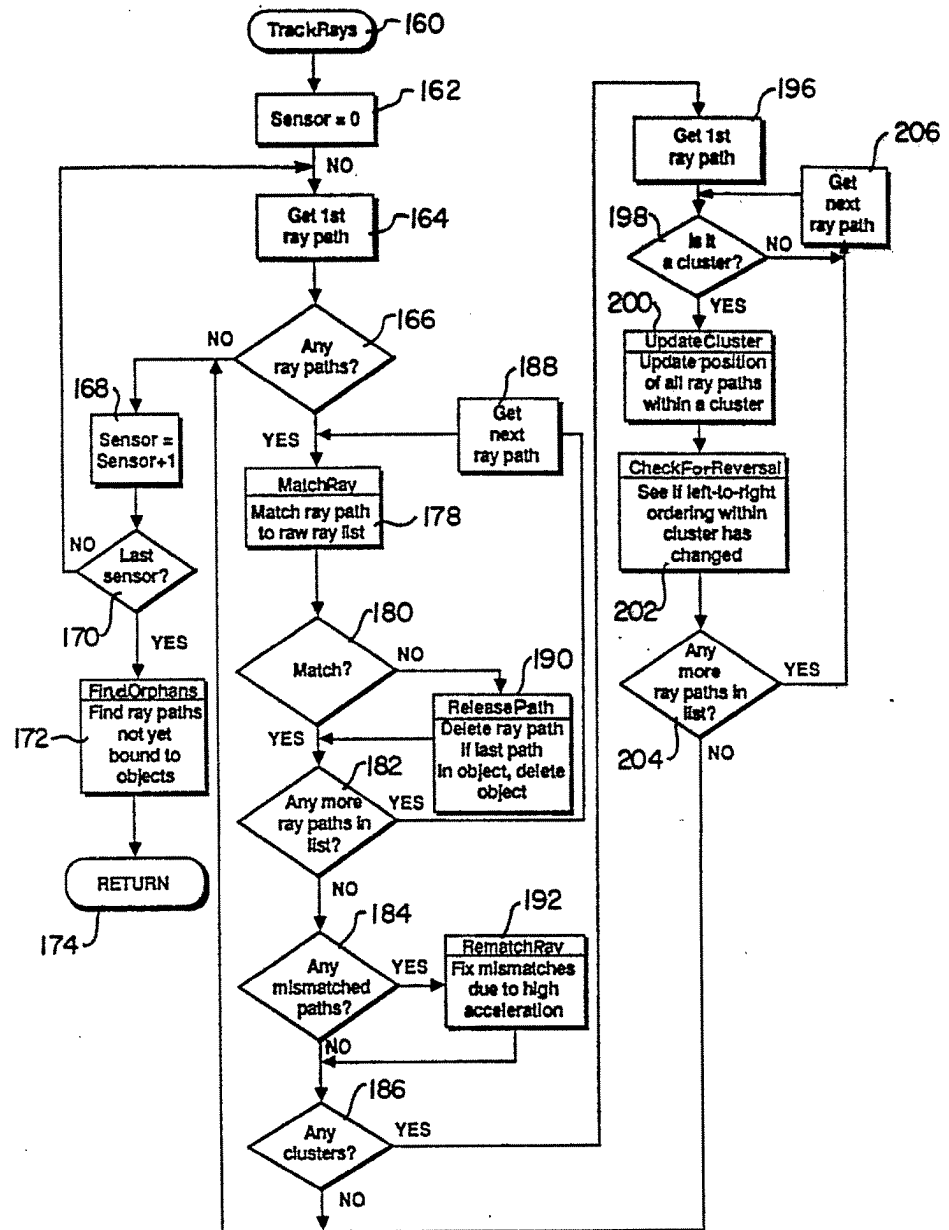 TrackRays
160
Sensor = 0
162
NO
Get 1st
ray path
164
Any
ray paths?
166
NO
YES
168
Sensor =
Sensor+1
NO
Last
sensor?
170
YES
FindOrphans
Find ray paths
not yet
bound to
objects
172
RETURN
174
188
Get
next
ray path
MatchRay
Match ray path
to raw ray list
178
180
Match?
NO
YES
190
ReleasePath
Delete ray path
If last path
in object, delete
object
182
Any more
ray paths in
list?
YES
NO
184
Any
mismatched
paths?
YES
NO
192
RematchRay
Fix mismatches
due to high
acceleration
186
Any
clusters?
YES
NO
196
Get 1st
ray path
206
Get
next
ray path
198
Is it
a cluster?
NO
YES
200
UpdateCluster
Update position
of all ray paths
within a cluster
CheckForReversal
See if left-to-right
ordering within
cluster has
changed
202
Any
more
ray paths in
list?
204
YES
NO